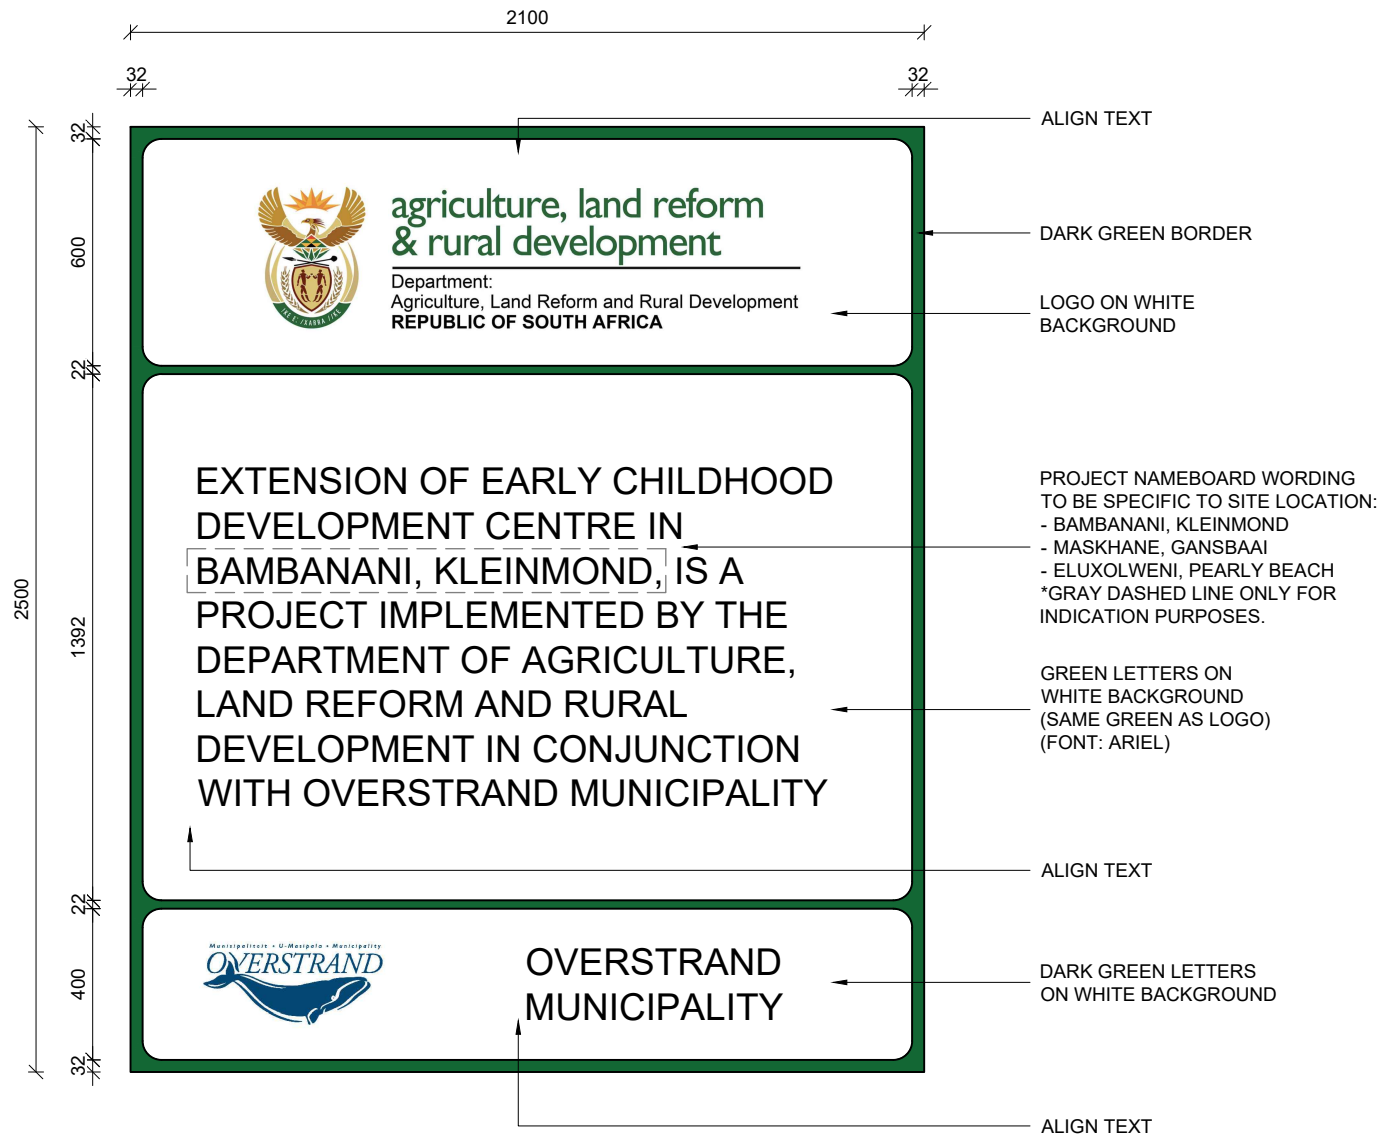 2100
32
32
32
600
22
1392
22
400
32
2500
ALIGN TEXT
agriculture, land reform
& rural development
Department:
Agriculture, Land Reform and Rural Development
REPUBLIC OF SOUTH AFRICA
DARK GREEN BORDER
LOGO ON WHITE
BACKGROUND
EXTENSION OF EARLY CHILDHOOD
DEVELOPMENT CENTRE IN
BAMBANANI, KLEINMOND, IS A
PROJECT IMPLEMENTED BY THE
DEPARTMENT OF AGRICULTURE,
LAND REFORM AND RURAL
DEVELOPMENT IN CONJUNCTION
WITH OVERSTRAND MUNICIPALITY
PROJECT NAMEBOARD WORDING
TO BE SPECIFIC TO SITE LOCATION:
- BAMBANANI, KLEINMOND
- MASKHANE, GANSBAAI
- ELUXOLWENI, PEARLY BEACH
*GRAY DASHED LINE ONLY FOR
INDICATION PURPOSES.
GREEN LETTERS ON
WHITE BACKGROUND
(SAME GREEN AS LOGO)
(FONT: ARIEL)
ALIGN TEXT
Munisipaliteit • U-Masipala • Municipality
OVERSTRAND
OVERSTRAND
MUNICIPALITY
DARK GREEN LETTERS
ON WHITE BACKGROUND
ALIGN TEXT